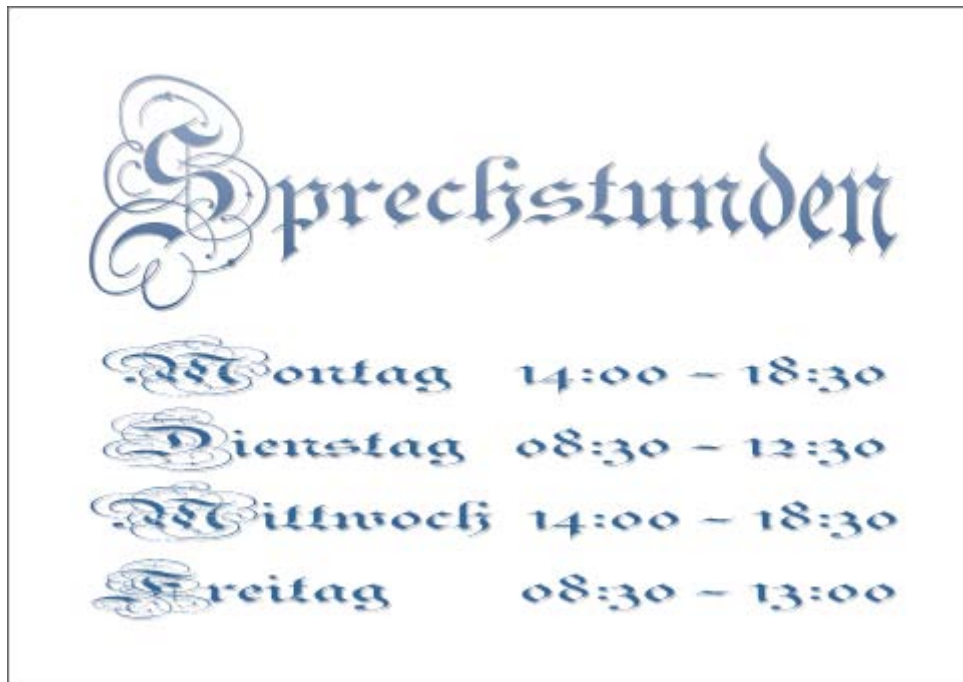 Sprechstunden
Montag 14:00 - 18:30
Dienstag 08:30 - 12:30
Mittwoch 14:00 - 18:30
Freitag 08:30 - 13:00